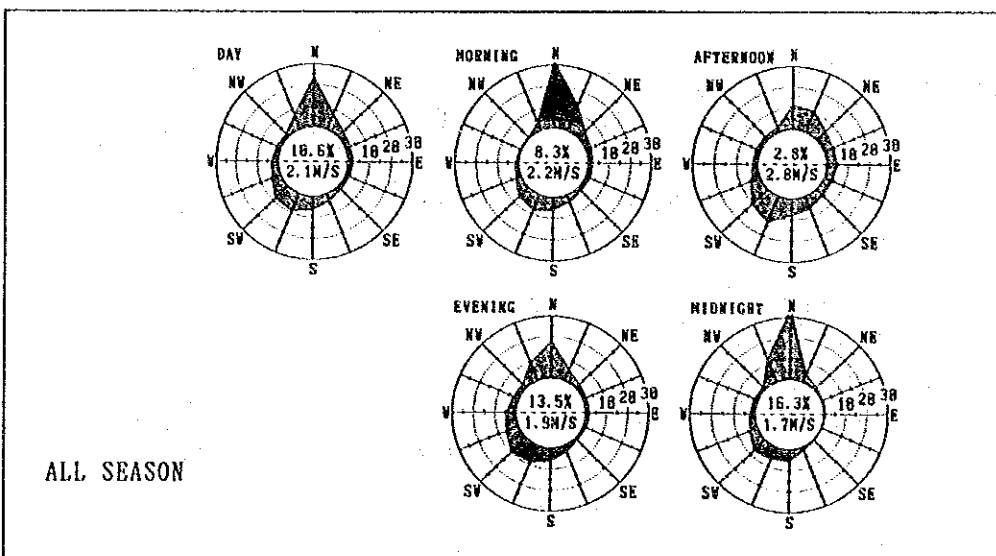 DAY
N
NW
NE
W
10 20 30
E
10.6%
2.1M/S
SW
SE
S
MORNING
N
NW
NE
W
10 20 30
E
8.3%
2.2M/S
SW
SE
S
AFTERNOON
N
NW
NE
W
10 20 30
E
2.8%
2.8M/S
SW
SE
S
EVENING
N
NW
NE
W
10 20 30
E
13.5%
1.9M/S
SW
SE
S
MIDNIGHT
N
NW
NE
W
10 20 30
E
16.3%
1.7M/S
SW
SE
S
ALL SEASON